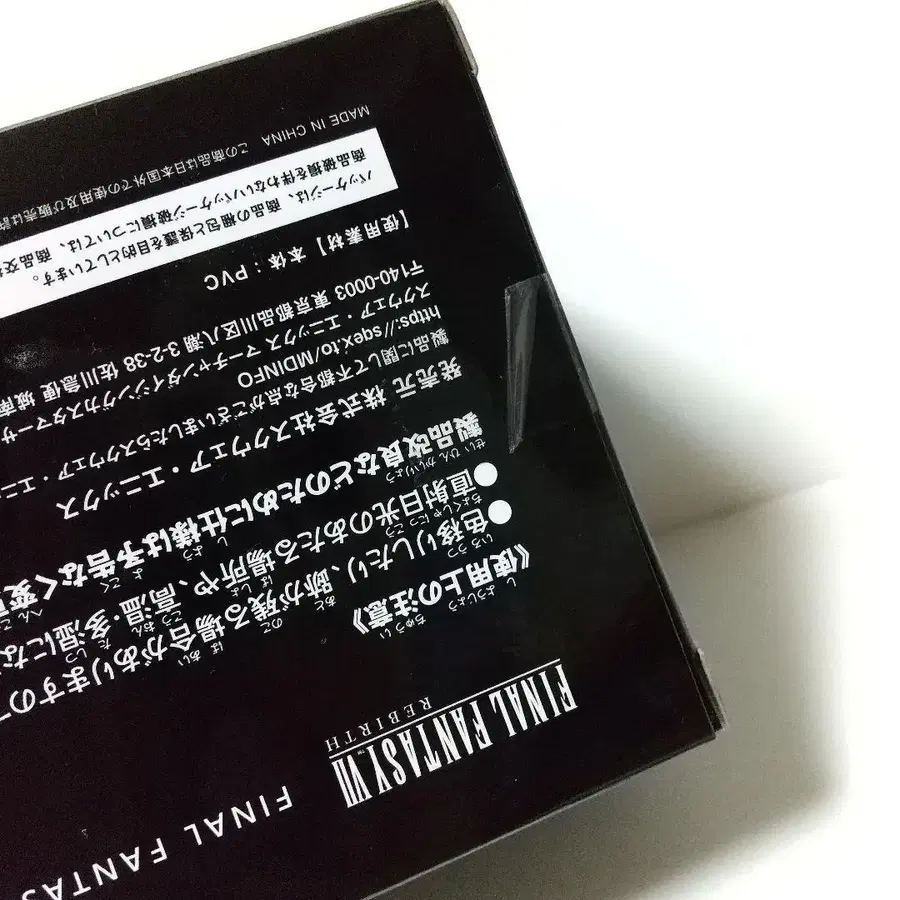 FINAL FANTAS
FINAL FANTASY VII™
REBIRTH
《使用上の注意》
●色移りしたり、跡が残る場合がありますの
●直射日光のあたる場所や、高温・多湿にな
製品改良などのために仕様は予告なく変
発売元 株式会社スクウェア・エニックス
製品に関して不都合な点がございましたらスクウェア・エニ
https://sqex.to/MDINFO
スクウェア・エニックス マーチャンダイジングカスタマーサ
〒140-0003 東京都品川区八潮 3-2-38 佐川急便 城南
【使用素材】本体：PVC
パッケージは、商品の梱包と保護を目的としています。
商品破損を伴わないパッケージ破損については、商品交
この商品は日本国外での使用及び販売は許
MADE IN CHINA